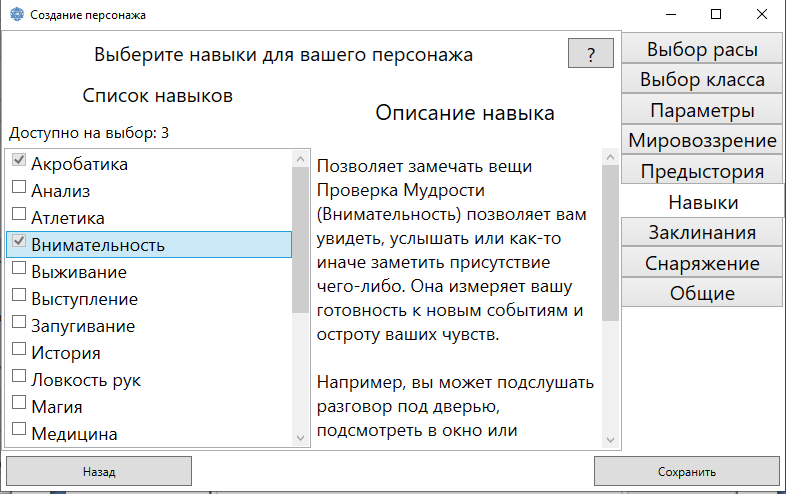 Создание персонажа
Выберите навыки для вашего персонажа
?
Список навыков
Доступно на выбор: 3
Акробатика
Анализ
Атлетика
Внимательность
Выживание
Выступление
Запугивание
История
Ловкость рук
Магия
Медицина
Описание навыка
Позволяет замечать вещи
Проверка Мудрости
(Внимательность) позволяет вам
увидеть, услышать или как-то
иначе заметить присутствие
чего-либо. Она измеряет вашу
готовность к новым событиям и
остроту ваших чувств.
Например, вы может подслушать
разговор под дверью,
подсмотреть в окно или
Выбор расы
Выбор класса
Параметры
Мировоззрение
Предыстория
Навыки
Заклинания
Снаряжение
Общие
Назад
Сохранить